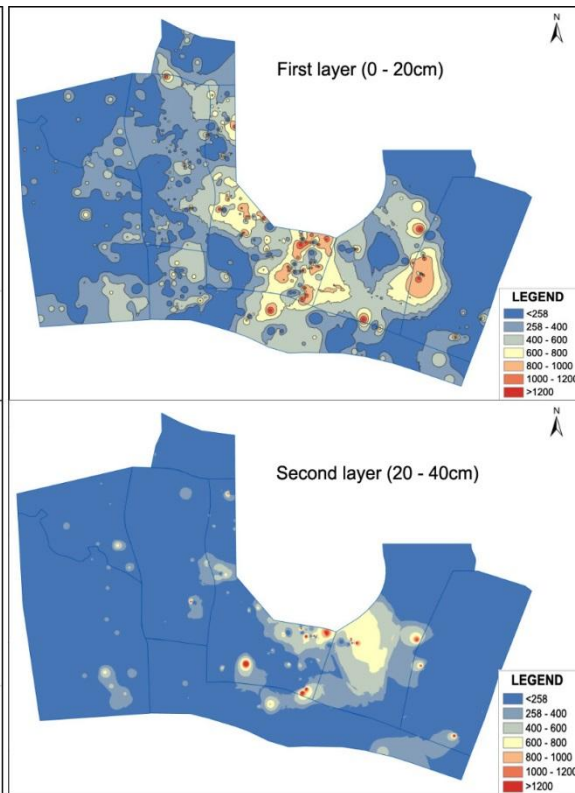 N
First layer (0 - 20cm)
LEGEND
<258
258 - 400
400 - 600
600 - 800
800 - 1000
1000 - 1200
>1200
N
Second layer (20 - 40cm)
LEGEND
<258
258 - 400
400 - 600
600 - 800
800 - 1000
1000 - 1200
>1200